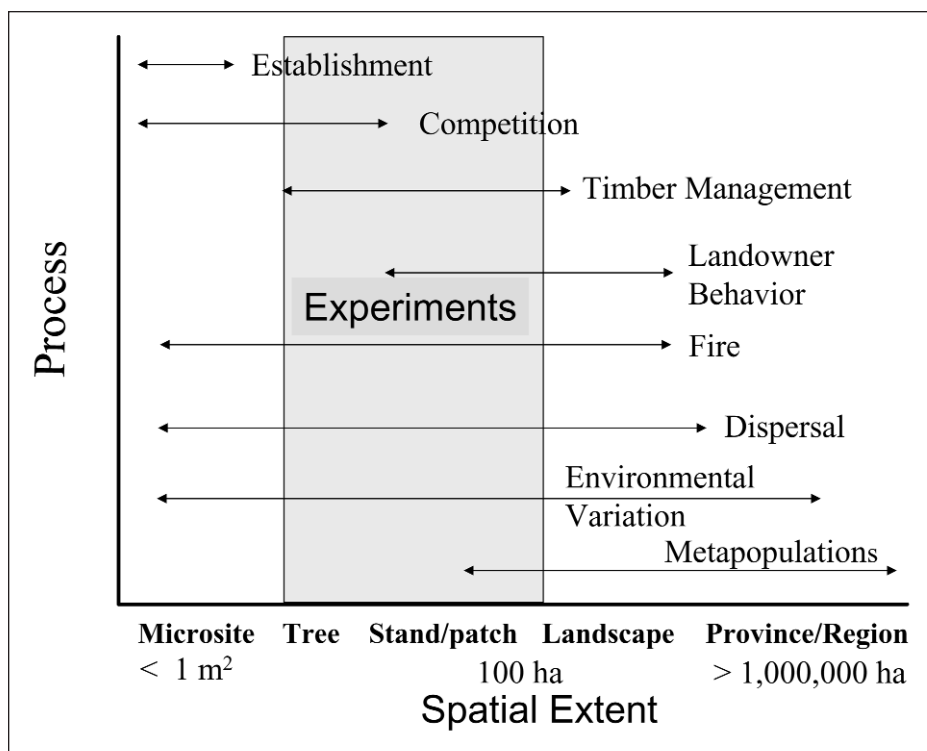 Establishment
Competition
Timber Management
Landowner
Behavior
Experiments
Fire
Dispersal
Environmental
Variation
Metapopulations
Process
Microsite Tree Stand/patch Landscape Province/Region
< 1 m² 100 ha > 1,000,000 ha
Spatial Extent